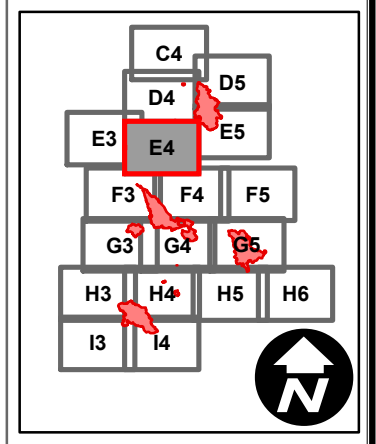 C4
D4 D5
E3 E4 E5
F3 F4 F5
G3 G4 G5
H3 H4 H5 H6
I3 I4
N